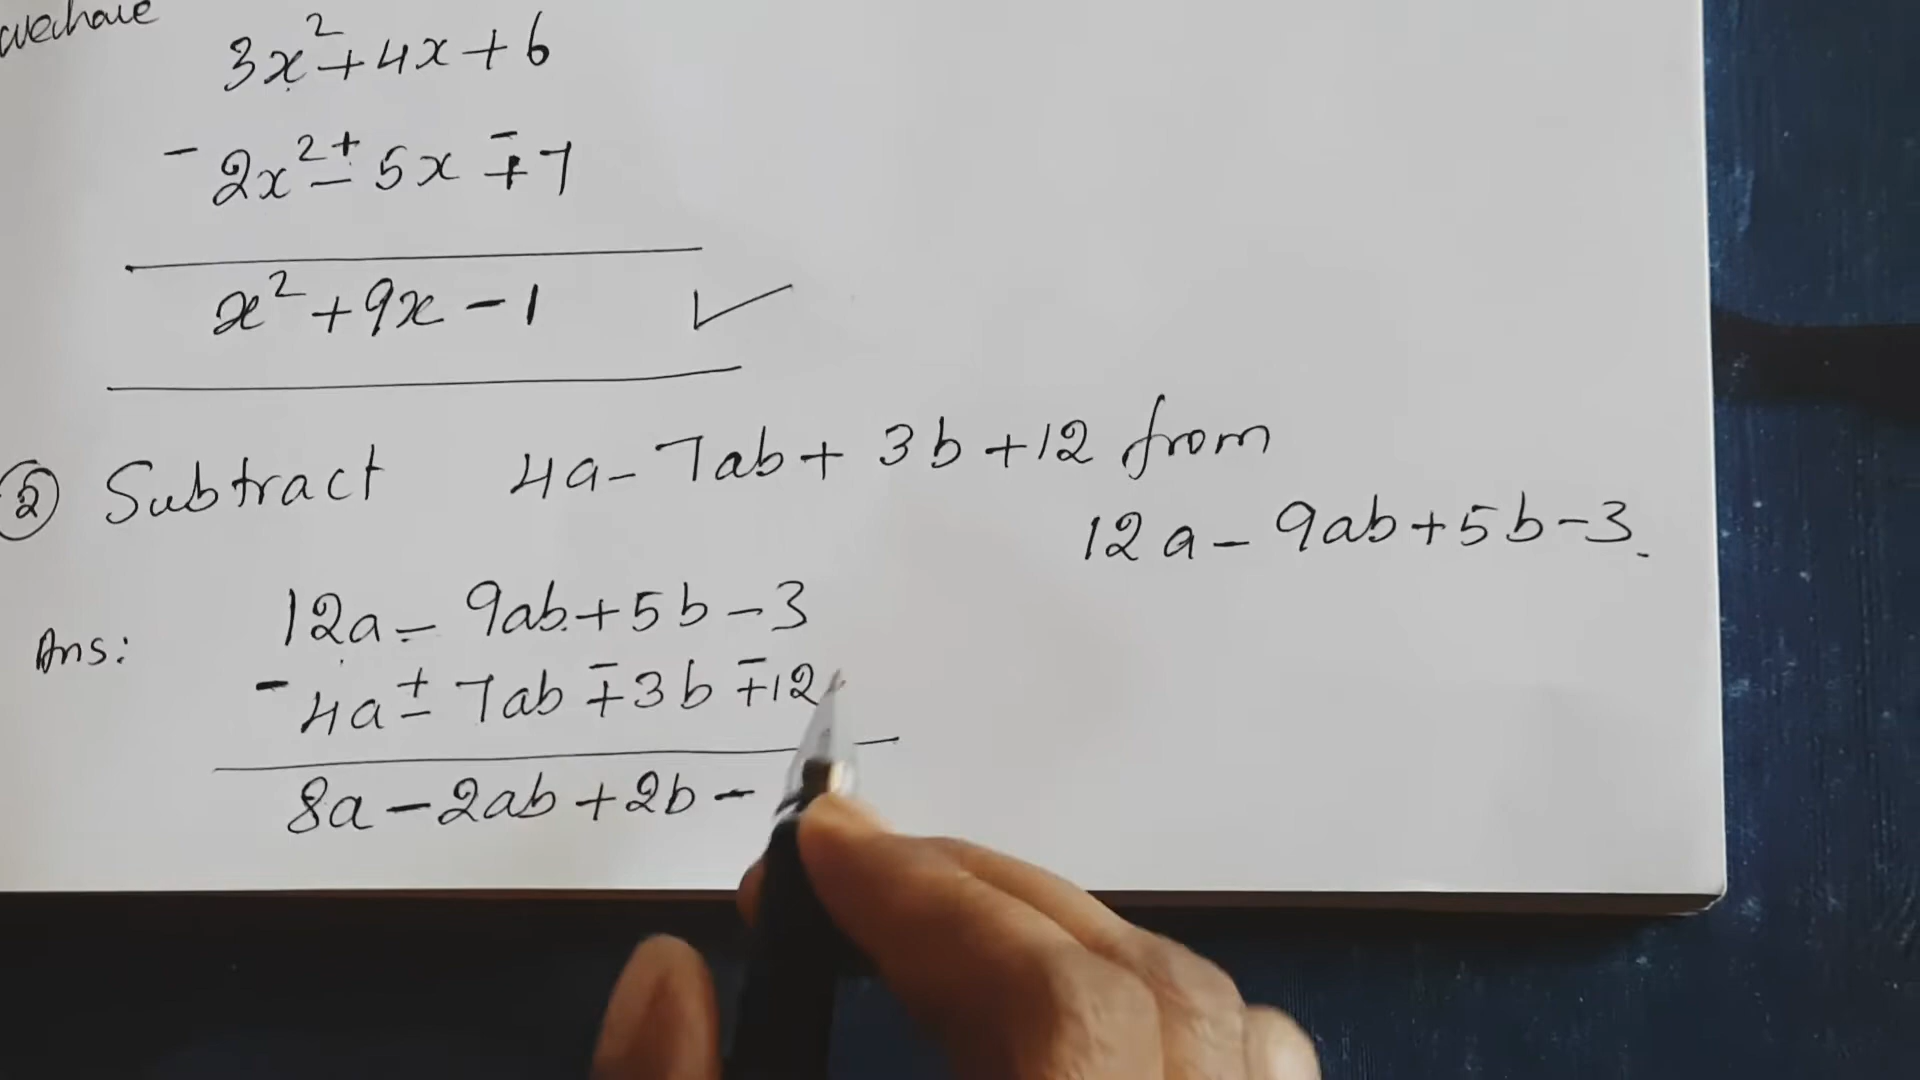 wehave
3x² + 4x + 6
- 2x² ± 5x ∓ 7
x² + 9x - 1 ✓
② Subtract 4a - 7ab + 3b + 12 from
12a - 9ab + 5b - 3.
Ans: 12a - 9ab + 5b - 3
- 4a ± 7ab ∓ 3b ∓ 12
8a - 2ab + 2b -